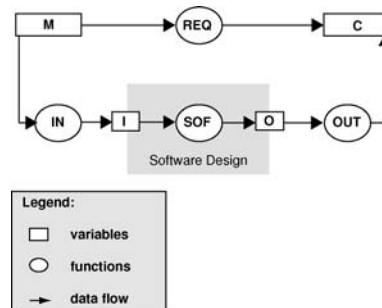 M
REQ
C
IN
I
SOF
O
OUT
Software Design
Legend:
variables
functions
data flow